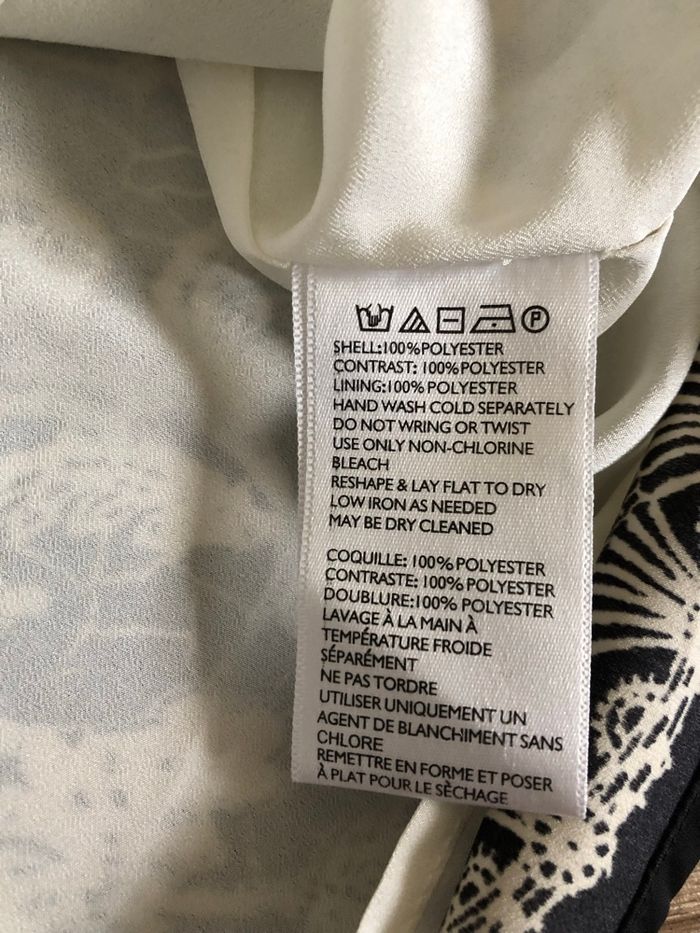 P
SHELL:100%POLYESTER
CONTRAST: 100%POLYESTER
LINING:100% POLYESTER
HAND WASH COLD SEPARATELY
DO NOT WRING OR TWIST
USE ONLY NON-CHLORINE
BLEACH
RESHAPE & LAY FLAT TO DRY
LOW IRON AS NEEDED
MAY BE DRY CLEANED
COQUILLE: 100% POLYESTER
CONTRASTE: 100% POLYESTER
DOUBLURE:100% POLYESTER
LAVAGE À LA MAIN À
TEMPÉRATURE FROIDE
SÉPARÉMENT
NE PAS TORDRE
UTILISER UNIQUEMENT UN
AGENT DE BLANCHIMENT SANS
CHLORE
REMETTRE EN FORME ET POSER
À PLAT POUR LE SÈCHAGE